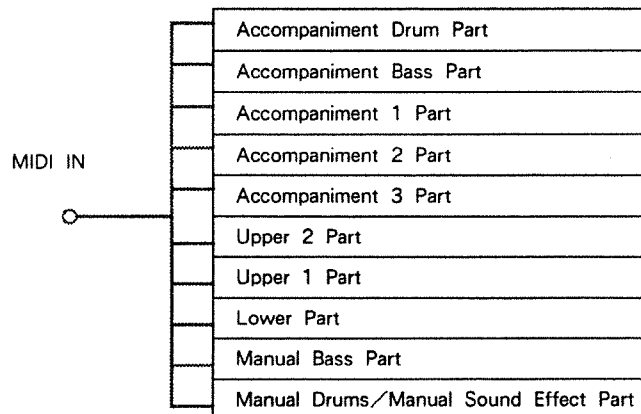 Accompaniment Drum Part
Accompaniment Bass Part
Accompaniment 1 Part
MIDI IN
Accompaniment 2 Part
Accompaniment 3 Part
Upper 2 Part
Upper 1 Part
Lower Part
Manual Bass Part
Manual Drums／Manual Sound Effect Part